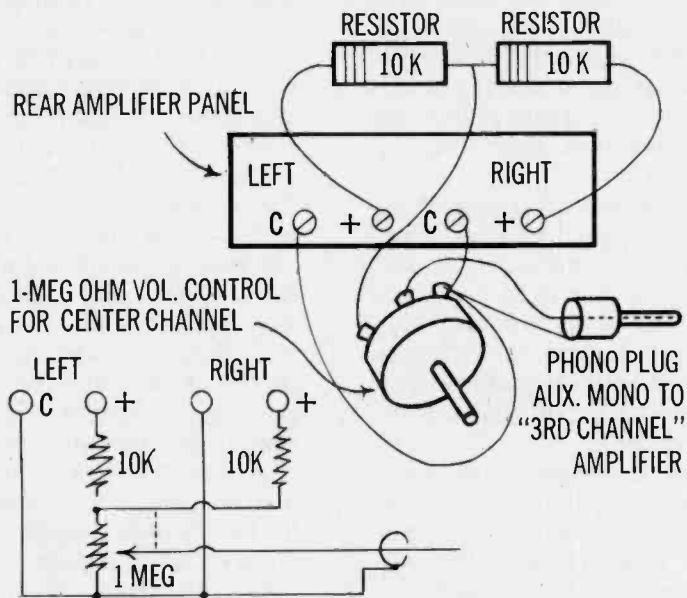 RESISTOR
RESISTOR
10 K
10 K
REAR AMPLIFIER PANEL
LEFT
RIGHT
C
+
C
+
1-MEG OHM VOL. CONTROL
FOR CENTER CHANNEL
PHONO PLUG
AUX. MONO TO
"3RD CHANNEL"
AMPLIFIER
LEFT
RIGHT
C
+
+
10K
10K
1 MEG